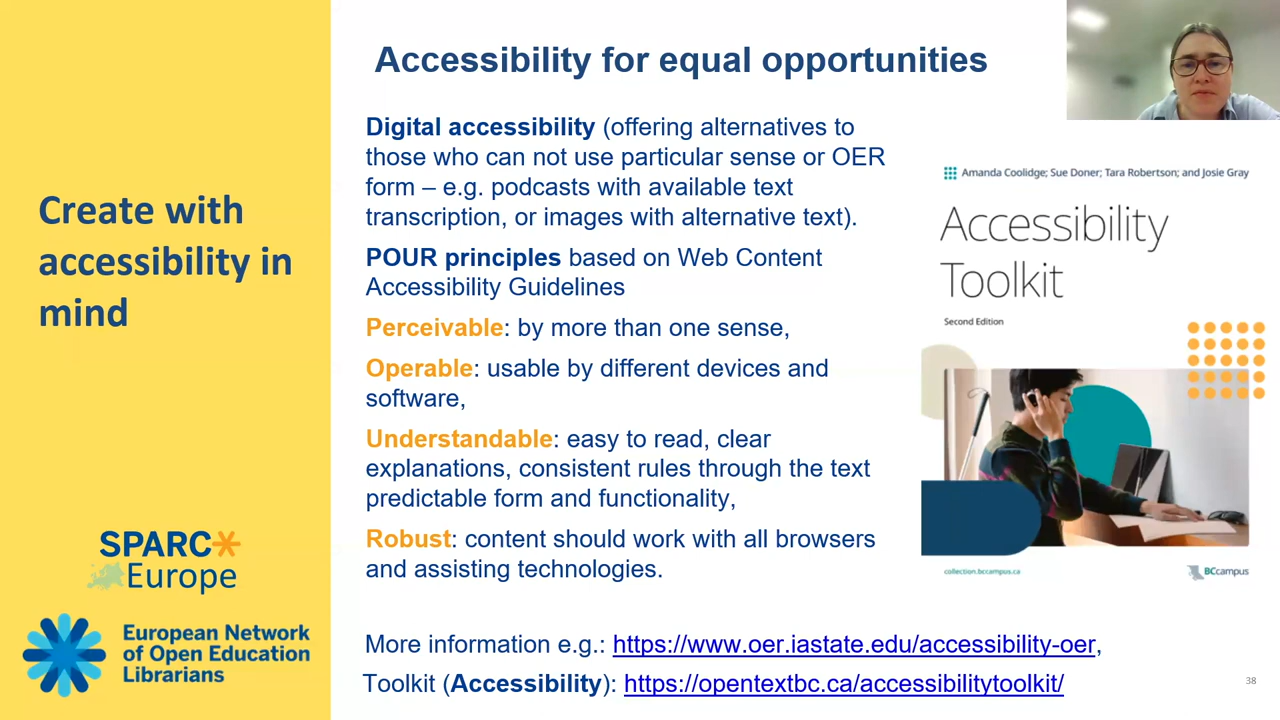 Accessibility for equal opportunities
Create with
accessibility in
mind
SPARC
Europe
European Network
of Open Education
Librarians
Digital accessibility (offering alternatives to
those who can not use particular sense or OER
form – e.g. podcasts with available text
transcription, or images with alternative text).
POUR principles based on Web Content
Accessibility Guidelines
Perceivable: by more than one sense,
Operable: usable by different devices and
software,
Understandable: easy to read, clear
explanations, consistent rules through the text
predictable form and functionality,
Robust: content should work with all browsers
and assisting technologies.
More information e.g.: https://www.oer.iastate.edu/accessibility-oer,
Toolkit (Accessibility): https://opentextbc.ca/accessibilitytoolkit/
Amanda Coolidge; Sue Doner; Tara Robertson; and Josie Gray
Accessibility
Toolkit
Second Edition
collection.bccampus.ca
BCcampus
38